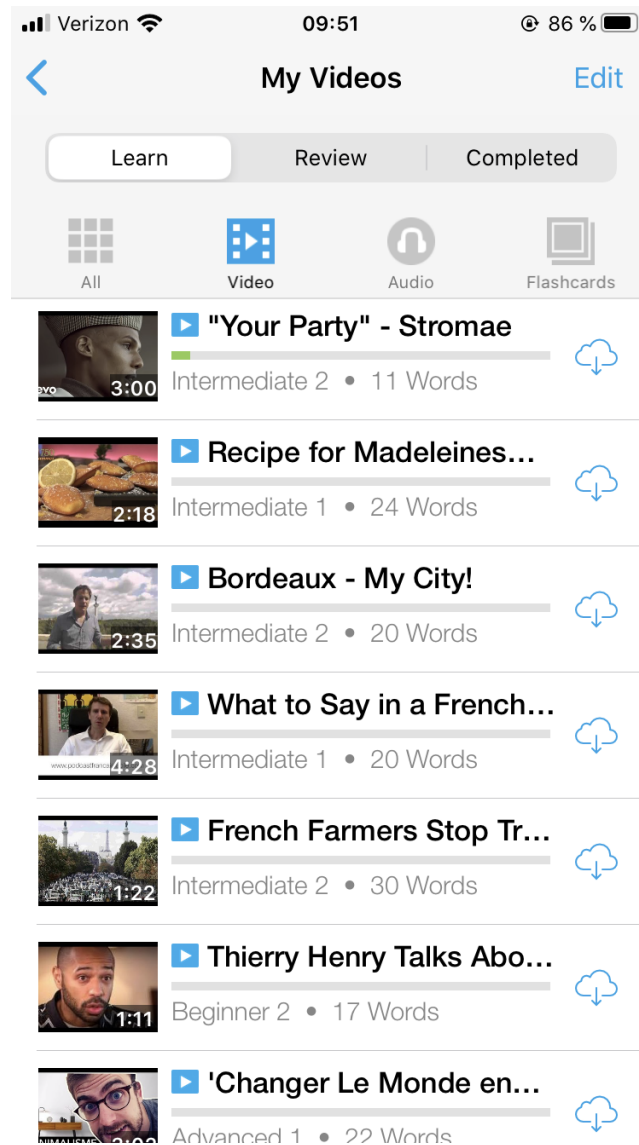 Verizon 09:51 86 %
My Videos Edit
Learn Review Completed
All Video Audio Flashcards
"Your Party" - Stromae
evo 3:00
Intermediate 2 • 11 Words
Recipe for Madeleines...
2:18
Intermediate 1 • 24 Words
Bordeaux - My City!
2:35
Intermediate 2 • 20 Words
What to Say in a French...
4:28
Intermediate 1 • 20 Words
French Farmers Stop Tr...
1:22
Intermediate 2 • 30 Words
Thierry Henry Talks Abo...
1:11
Beginner 2 • 17 Words
'Changer Le Monde en...
NIMALISME
Advanced 1 • 22 Words